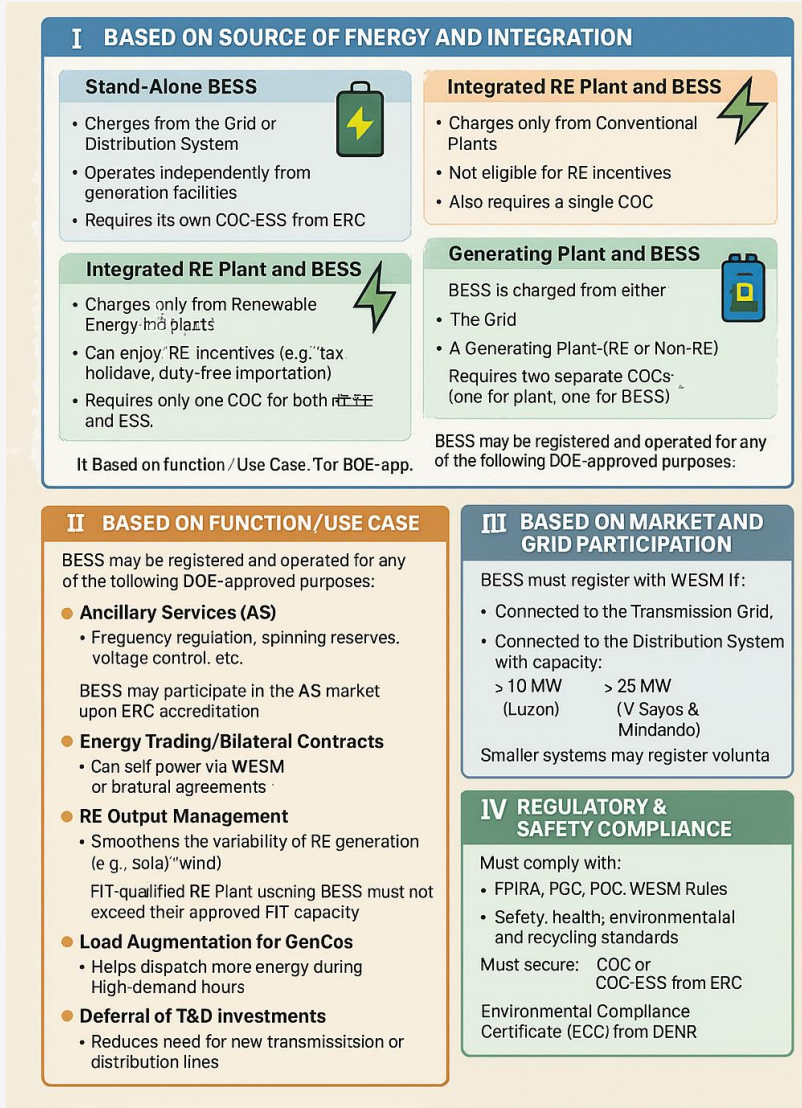 I BASED ON SOURCE OF FNERGY AND INTEGRATION
Stand-Alone BESS
• Cherges from the Grid or
Distribution System
• Operates independently from
generation facilities
• Requires its own COC-ESS from ERC
Integrated RE Plant and BESS
• Charges only from Conventional
Plants
• Not eligible for RE incentives
• Also requires a single COC
Integrated RE Plant and BESS
• Charges only from Renewable
Energy plants
• Can enjoy RE incentives (e.g. "tax
holidave, duty-free importation)
• Requires only one COC for both
and ESS.
Generating Plant and BESS
BESS is charged from either
• The Grid
• A Generating Plant-(RE or Non-RE)
Requires two separate COCs
(one for plant, one for BESS)
It Based on function/Use Case. Tor BOE-app.
BESS may be registered and operated for any
of the following DOE-approved purposes:
II BASED ON FUNCTION/USE CASE
BESS may be registered and operated for any
of the tollowing DOE-approved purposes:
● Ancillary Services (AS)
• Freguency regulation, spinning reserves.
voltage control. etc.
BESS may participate in the AS market
upon ERC accreditation
● Energy Trading/Bilateral Contracts
• Can self power via WESM
or bratural agreements
● RE Output Management
• Smoothens the variability of RE generation
(e g., sola)'"wind)
FIT-qualified RE Plant uscning BESS must not
exceed their approved FIT capacity
● Load Augmentation for GenCos
• Helps dispatch more energy during
High-demand hours
● Deferral of T&D investments
• Reduces need for new transmissitsion or
distribution lines
III BASED ON MARKET AND
GRID PARTICIPATION
BESS must register with WESM If:
• Connected to the Transmission Grid,
• Connected to the Distribution System
with capacity:
> 10 MW > 25 MW
(Luzon) (V Sayos &
Mindando)
Smaller systems may register volunta
IV REGULATORY &
SAFETY COMPLIANCE
Must comply with:
• FPIRA, PGC, POC. WESM Rules
• Safety. health; environmentalal
and recycling standards
Must secure: COC or
COC-ESS from ERC
Environmental Compllance
Certificate (ECC) from DENR